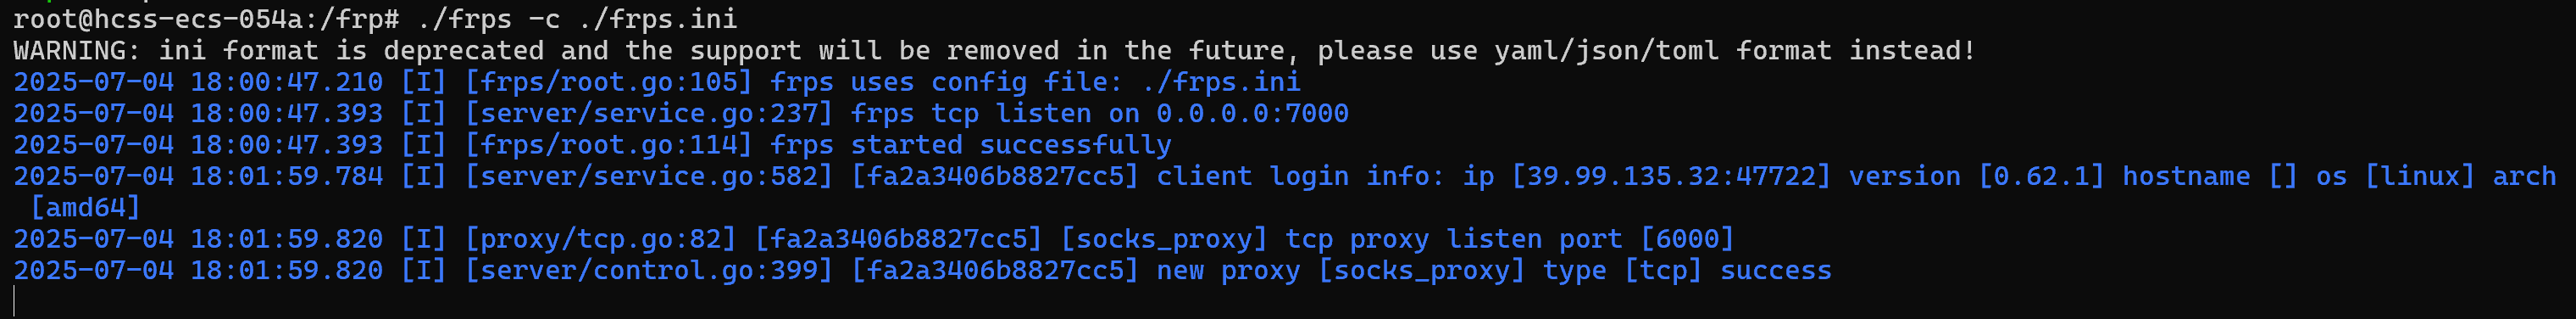 root@hcss-ecs-054a:/frp# ./frps -c ./frps.ini
WARNING: ini format is deprecated and the support will be removed in the future, please use yaml/json/toml format instead!
2025-07-04 18:00:47.210 [I] [frps/root.go:105] frps uses config file: ./frps.ini
2025-07-04 18:00:47.393 [I] [server/service.go:237] frps tcp listen on 0.0.0.0:7000
2025-07-04 18:00:47.393 [I] [frps/root.go:114] frps started successfully
2025-07-04 18:01:59.784 [I] [server/service.go:582] [fa2a3406b8827cc5] client login info: ip [39.99.135.32:47722] version [0.62.1] hostname [] os [linux] arch
 [amd64]
2025-07-04 18:01:59.820 [I] [proxy/tcp.go:82] [fa2a3406b8827cc5] [socks_proxy] tcp proxy listen port [6000]
2025-07-04 18:01:59.820 [I] [server/control.go:399] [fa2a3406b8827cc5] new proxy [socks_proxy] type [tcp] success